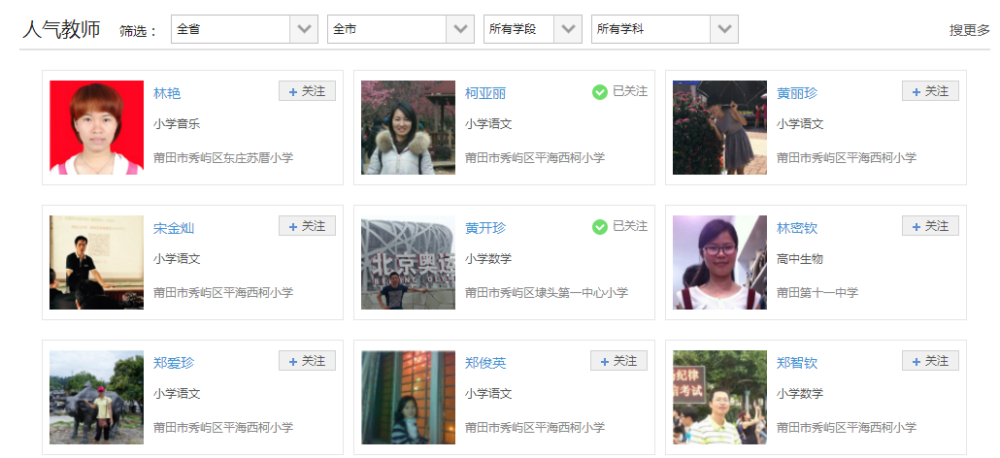 人气教师 筛选： 全省 全市 所有学段 所有学科 搜更多
林艳 + 关注
小学音乐
莆田市秀屿区东庄苏厝小学
柯亚丽 已关注
小学语文
莆田市秀屿区平海西柯小学
黄丽珍 + 关注
小学语文
莆田市秀屿区平海西柯小学
宋金灿 + 关注
小学语文
莆田市秀屿区平海西柯小学
北京奥运
黄开珍 已关注
小学数学
莆田市秀屿区埭头第一中心小学
林密钦 + 关注
高中生物
莆田第十一中学
郑爱珍 + 关注
小学语文
莆田市秀屿区平海西柯小学
郑俊英 + 关注
小学语文
莆田市秀屿区平海西柯小学
纪律
考试
郑智钦 + 关注
小学数学
莆田市秀屿区平海西柯小学